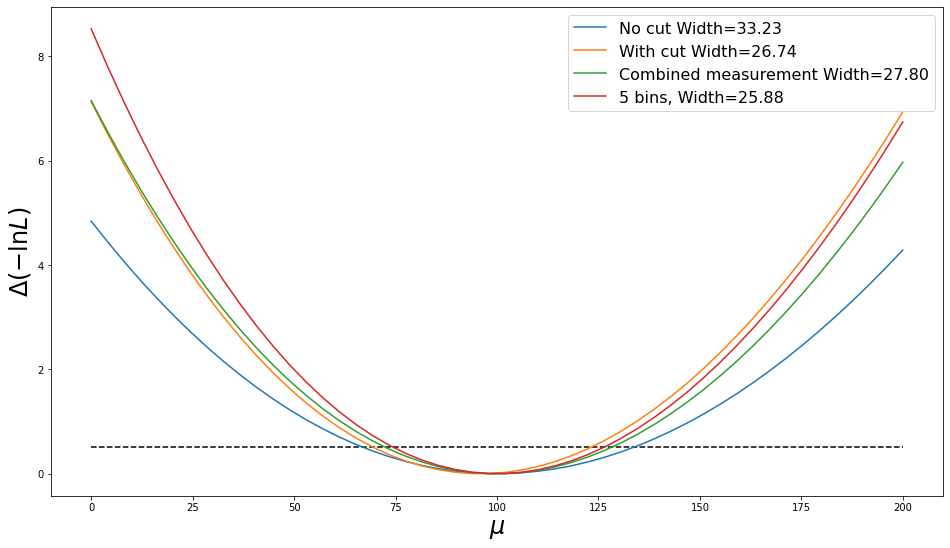 No cut Width=33.23
With cut Width=26.74
Combined measurement Width=27.80
5 bins, Width=25.88
8
6
4
2
0
Δ(−lnL)
0 25 50 75 100 125 150 175 200
μ